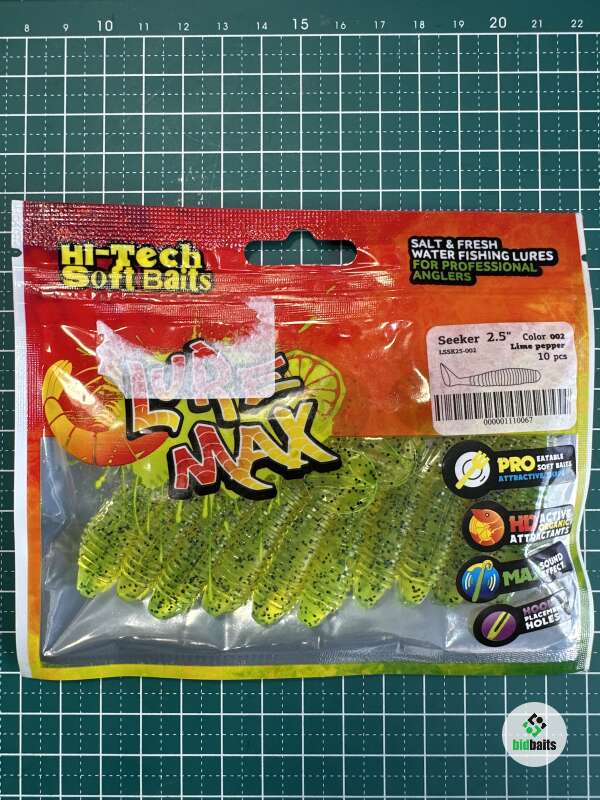 8 9 10 11 12 13 14 15 16 17 18 19 20 21 22
Hi-Tech
Soft Baits
SALT & FRESH
WATER FISHING LURES
FOR PROFESSIONAL
ANGLERS
Seeker 2.5" Color 002
LSSK25-002 Lime pepper
10 pcs
000001110067
LURE
MAX
PRO EATABLE
SOFT BAITS
ATTRACTIVE
HD ACTIVE
ORGANIC
ATTRACTANTS
MAX SOUND
EFFECT
HOOK
PLACEMENT
HOLES
bidbaits